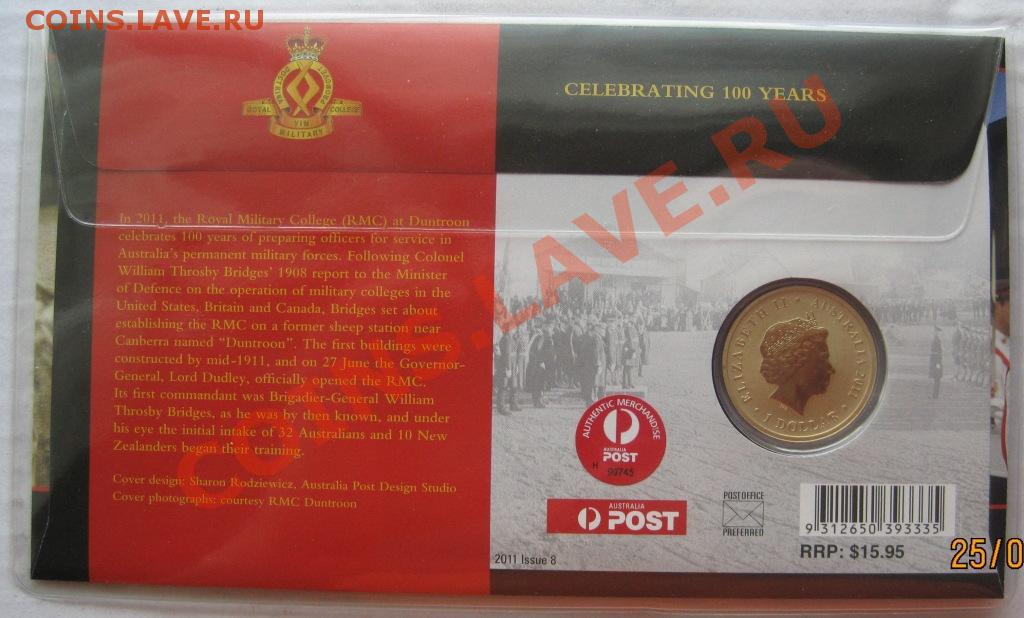 COINS.LAVE.RU
DOCTRINA
PROMOVET
ROYAL
COLLEGE
VIM
MILITARY
CELEBRATING 100 YEARS
In 2011, the Royal Military College (RMC) at Duntroon
celebrates 100 years of preparing officers for service in
Australia's permanent military forces. Following Colonel
William Throsby Bridges' 1908 report to the Minister
of Defence on the operation of military colleges in the
United States, Britain and Canada, Bridges set about
establishing the RMC on a former sheep station near
Canberra named “Duntroon”. The first buildings were
constructed by mid-1911, and on 27 June the Governor-
General, Lord Dudley, officially opened the RMC.
Its first commandant was Brigadier-General William
Throsby Bridges, as he was by then known, and under
his eye the initial intake of 32 Australians and 10 New
Zealanders began their training.
Cover design: Sharon Rodziewicz, Australia Post Design Studio
Cover photographs: courtesy RMC Duntroon
COINS.LAVE.RU
ELIZABETH II • AUSTRALIA 2011
• 1 DOLLAR •
AUTHENTIC MERCHANDISE
AUSTRALIA
POST
H 99745
AUSTRALIA
POST
2011 Issue 8
POST OFFICE
PREFERRED
9 312650 393335
RRP: $15.95
25/0